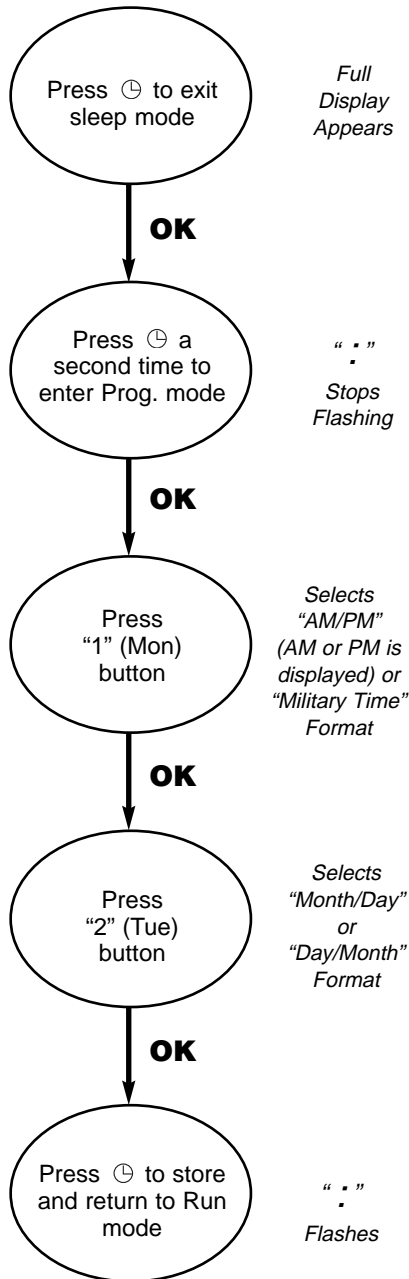 Press 🕒 to exit
sleep mode
Full
Display
Appears
OK
Press 🕒 a
second time to
enter Prog. mode
“ : ”
Stops
Flashing
OK
Press
“1” (Mon)
button
Selects
“AM/PM”
(AM or PM is
displayed) or
“Military Time”
Format
OK
Press
“2” (Tue)
button
Selects
“Month/Day”
or
“Day/Month”
Format
OK
Press 🕒 to store
and return to Run
mode
“ : ”
Flashes